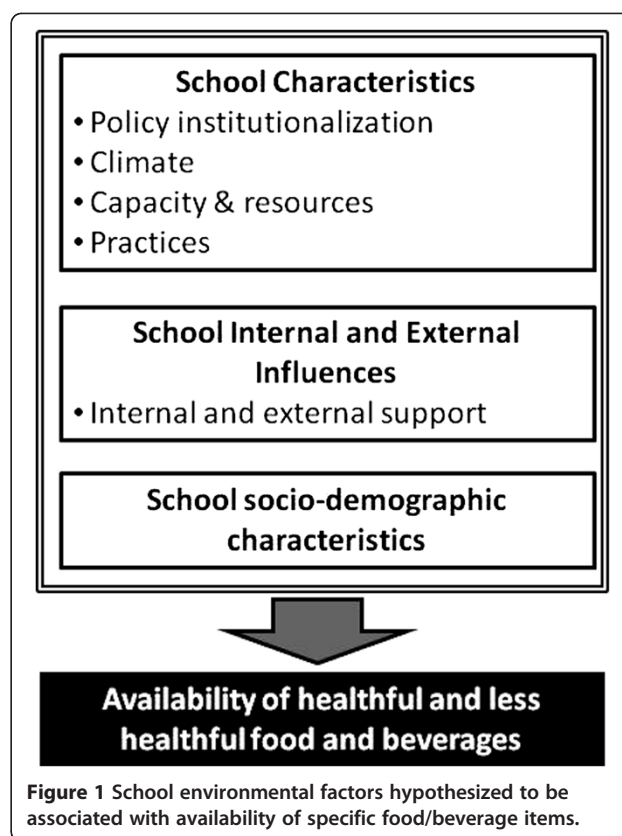 School Characteristics
• Policy institutionalization
• Climate
• Capacity & resources
• Practices
School Internal and External
Influences
• Internal and external support
School socio-demographic
characteristics
Availability of healthful and less
healthful food and beverages
Figure 1 School environmental factors hypothesized to be
associated with availability of specific food/beverage items.